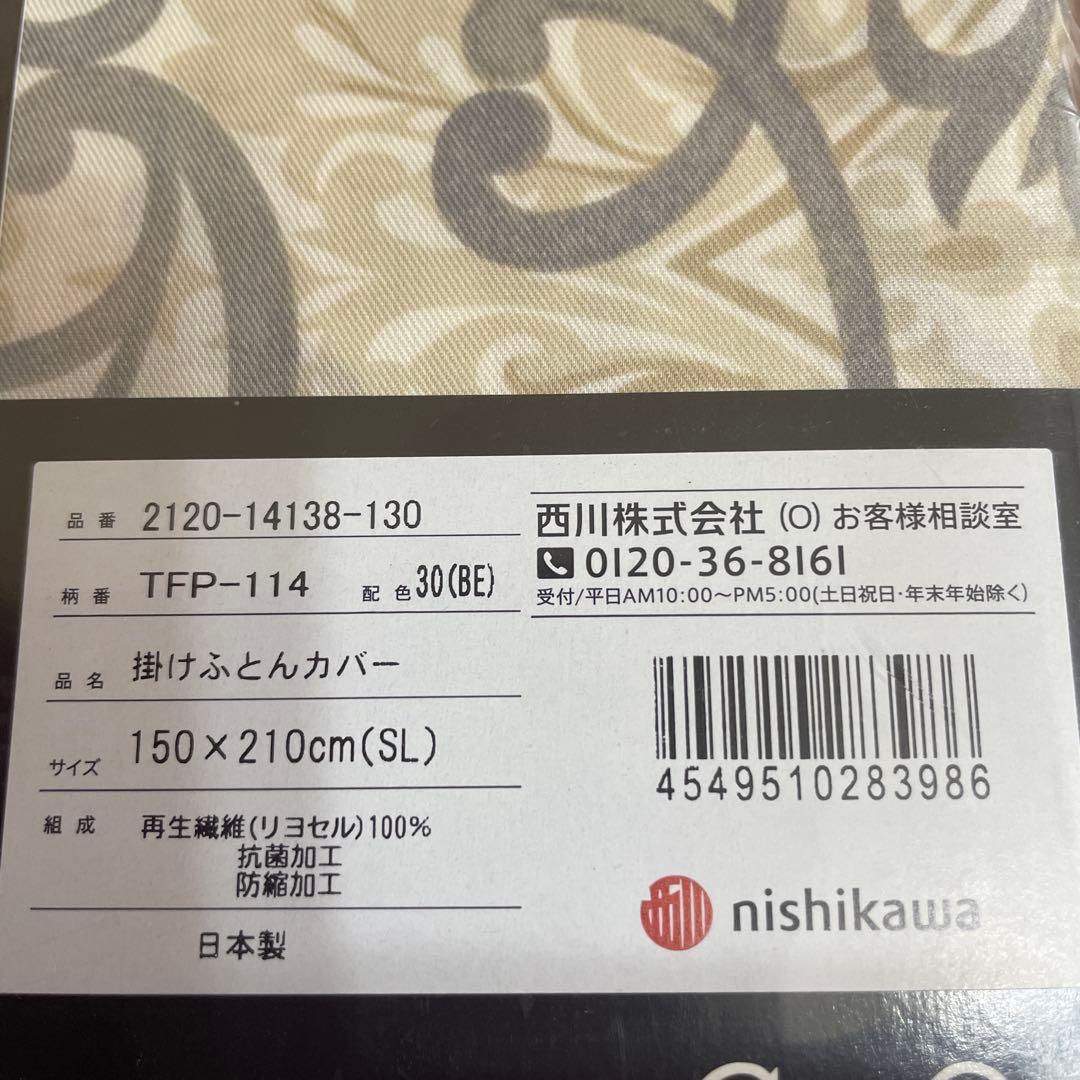 品番 2120-14138-130
柄番 TFP-114 配色 30(BE)
品名 掛けふとんカバー
サイズ 150×210cm(SL)
組成 再生繊維(リヨセル)100%
抗菌加工
防縮加工
日本製
西川株式会社 (O) お客様相談室
0120-36-8161
受付/平日AM10:00～PM5:00(土日祝日・年末年始除く)
4549510283986
nishikawa